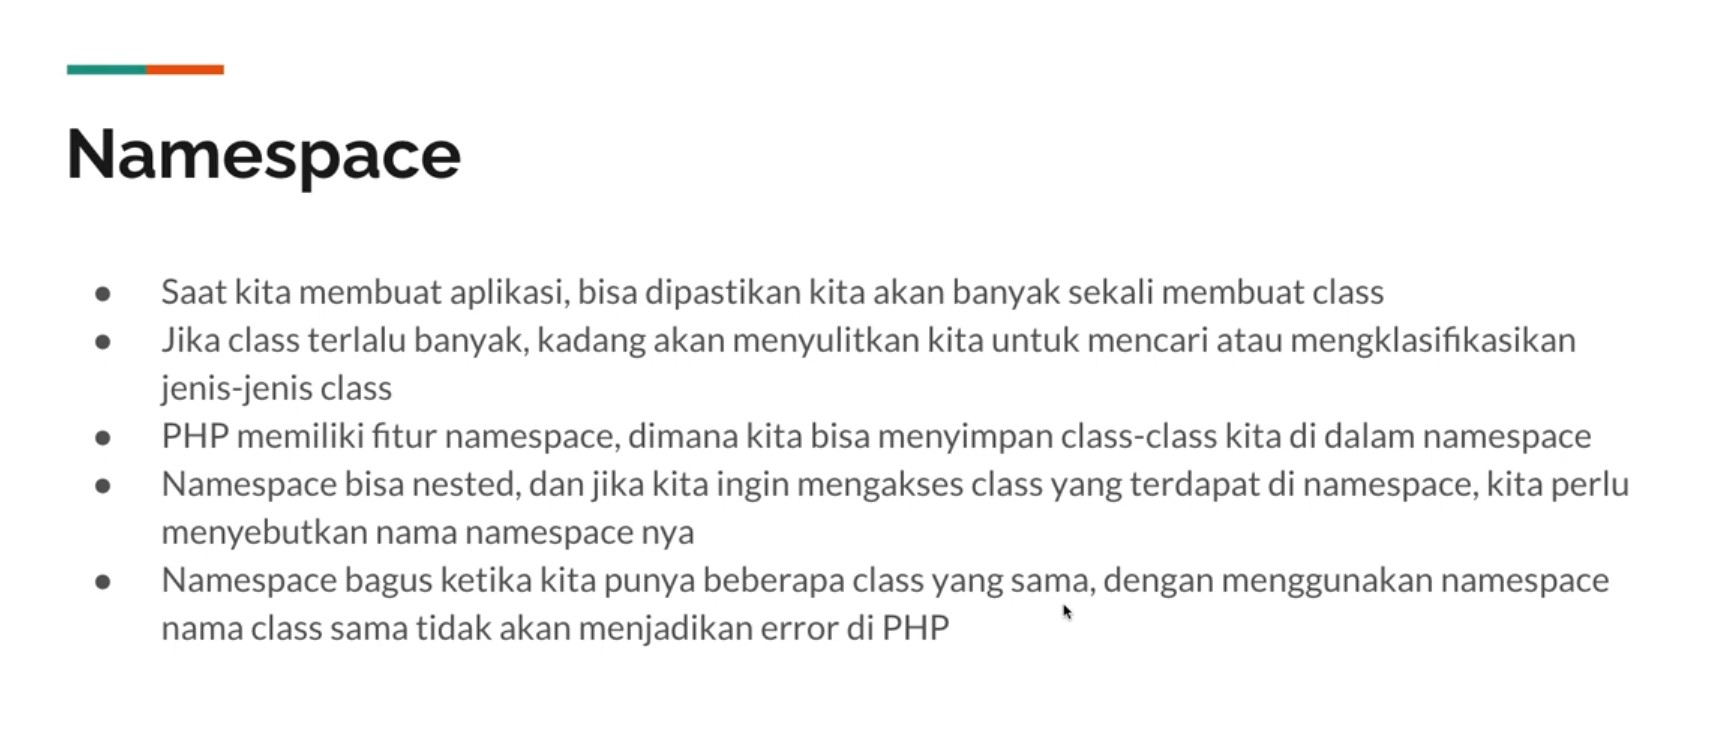 Namespace
● Saat kita membuat aplikasi, bisa dipastikan kita akan banyak sekali membuat class
● Jika class terlalu banyak, kadang akan menyulitkan kita untuk mencari atau mengklasifikasikan
jenis-jenis class
● PHP memiliki fitur namespace, dimana kita bisa menyimpan class-class kita di dalam namespace
● Namespace bisa nested, dan jika kita ingin mengakses class yang terdapat di namespace, kita perlu
menyebutkan nama namespace nya
● Namespace bagus ketika kita punya beberapa class yang sama, dengan menggunakan namespace
nama class sama tidak akan menjadikan error di PHP